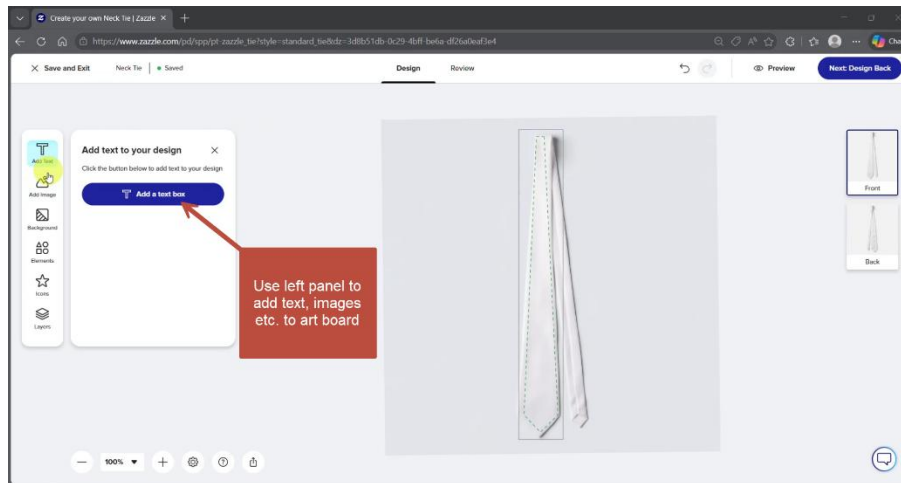 Create your own Neck Tie | Zazzle
https://www.zazzle.com/pd/spp/pt-zazzle_tie?style=standard_tie&dz=3d8b51db-0c29-4bff-be6a-df26a0eaf3e4
Save and Exit
Neck Tie
Saved
Design
Review
Preview
Next: Design Back
Add Text
Add Image
Background
Elements
Icons
Layers
Add text to your design
Click the button below to add text to your design
Add a text box
Use left panel to
add text, images
etc. to art board
Front
Back
100%